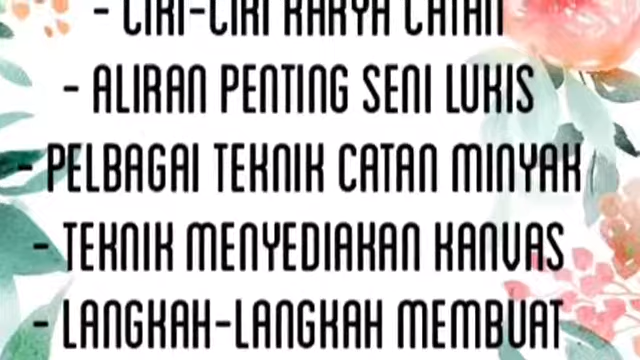 - CIRI-CIRI KARYA CATAN
- ALIRAN PENTING SENI LUKIS
- PELBAGAI TEKNIK CATAN MINYAK
- TEKNIK MENYEDIAKAN KANVAS
- LANGKAH-LANGKAH MEMBUAT